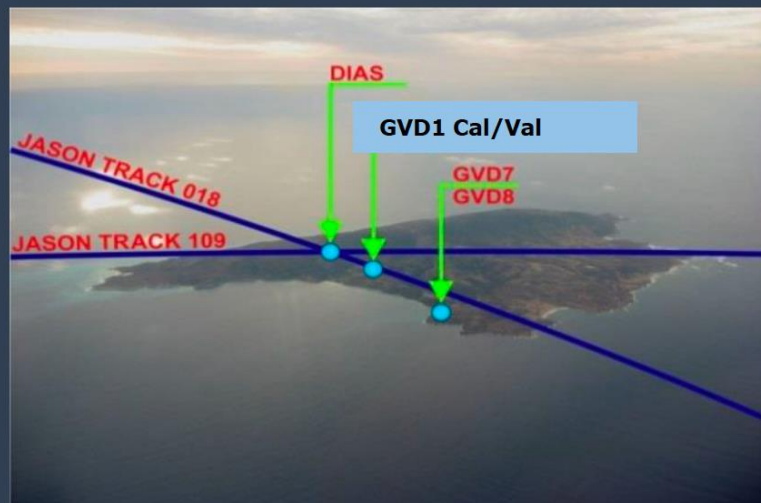 DIAS
GVD1 Cal/Val
JASON TRACK 018
GVD7
GVD8
JASON TRACK 109